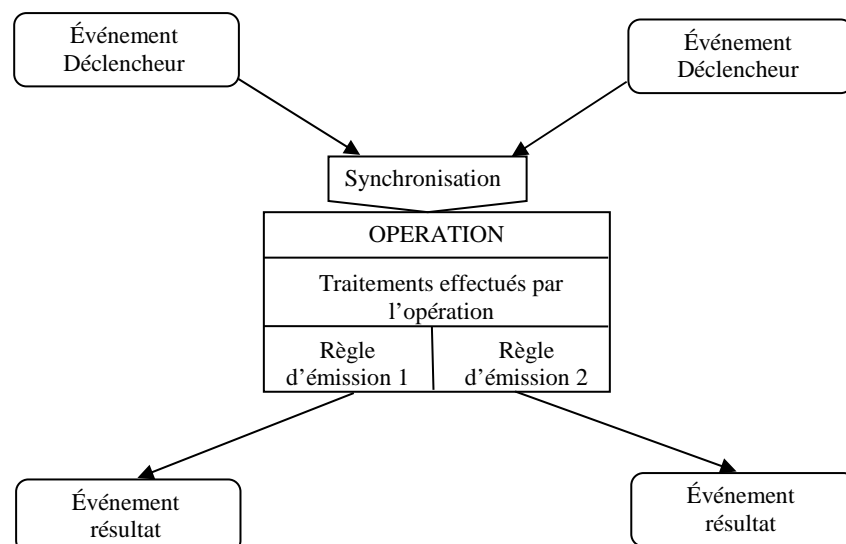 Événement
Déclencheur
Événement
Déclencheur
Synchronisation
OPERATION
Traitements effectués par
l’opération
Règle
d’émission 1
Règle
d’émission 2
Événement
résultat
Événement
résultat